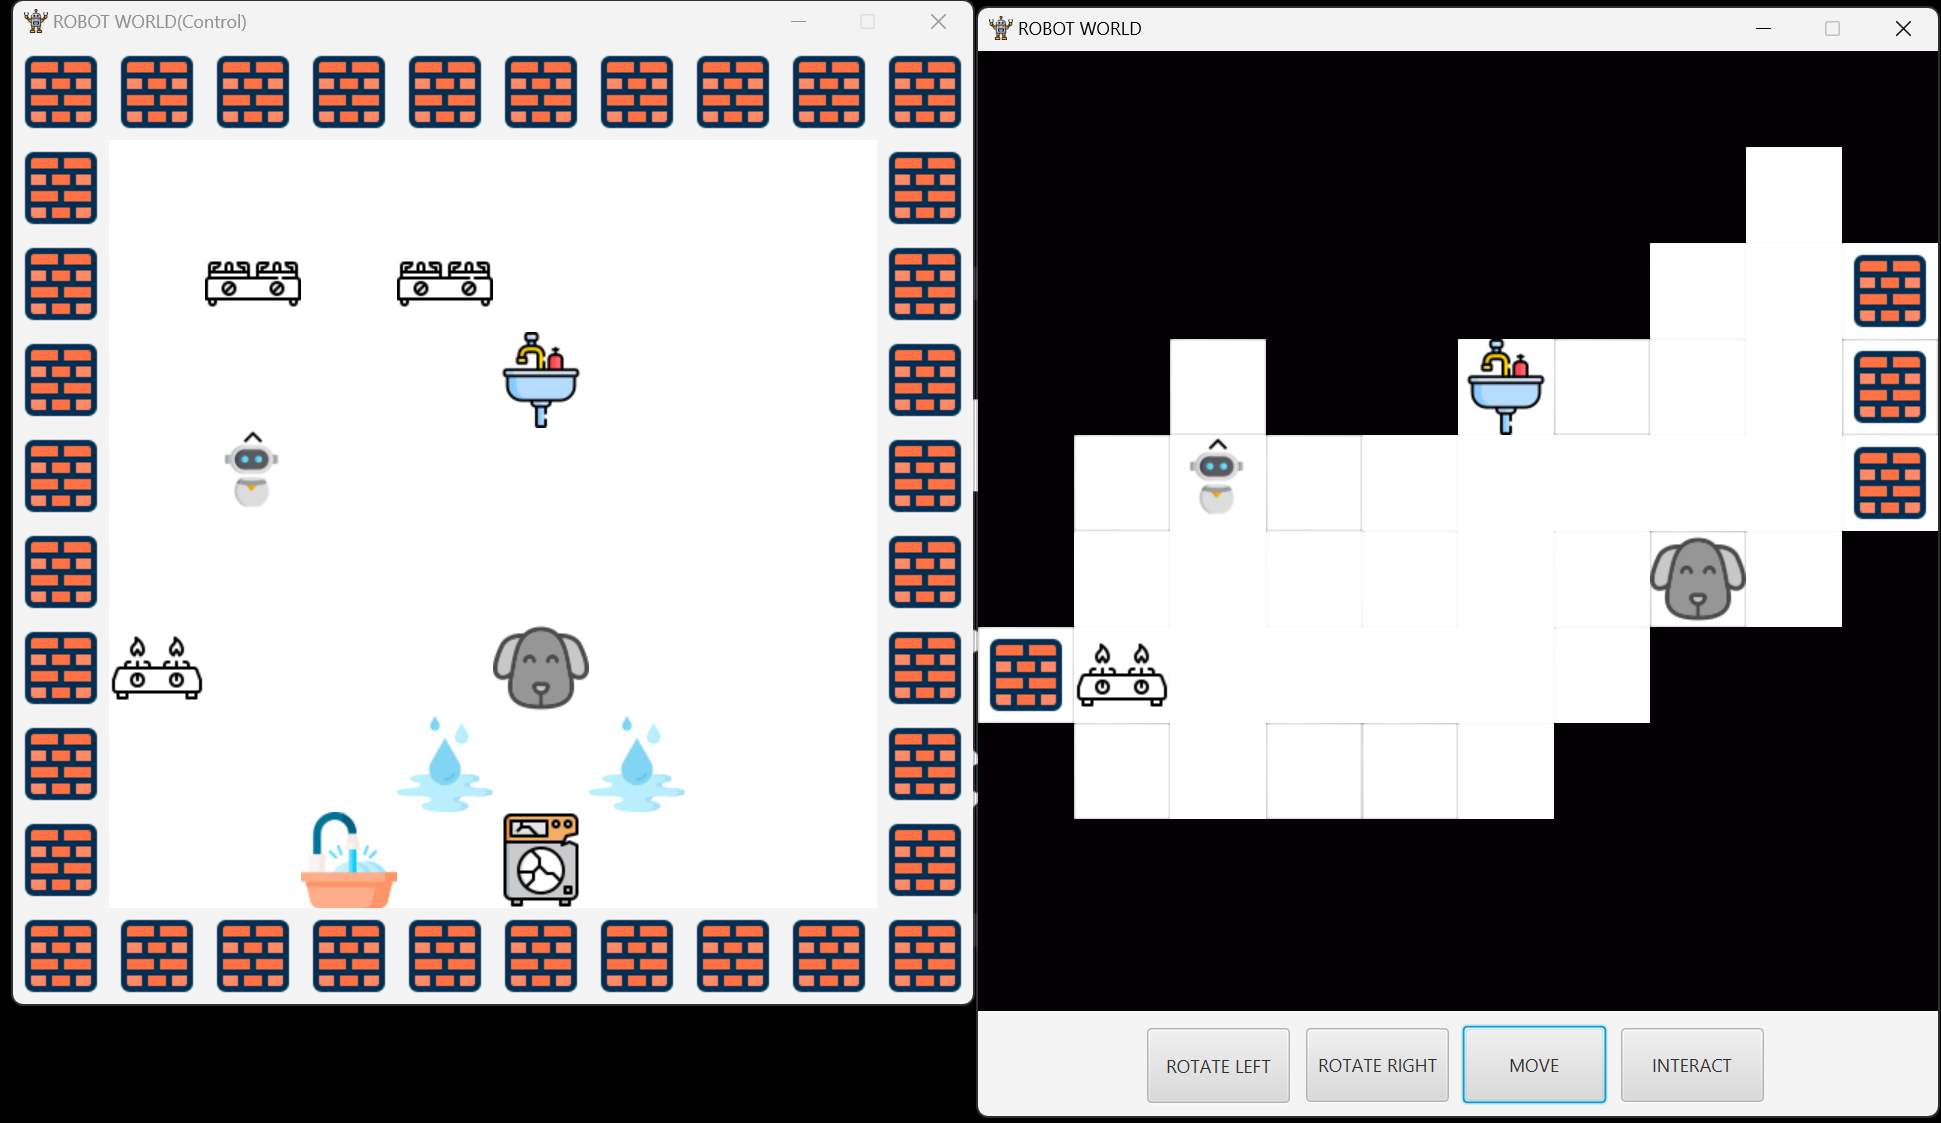 ROBOT WORLD(Control)
ROBOT WORLD
ROTATE LEFT
ROTATE RIGHT
MOVE
INTERACT